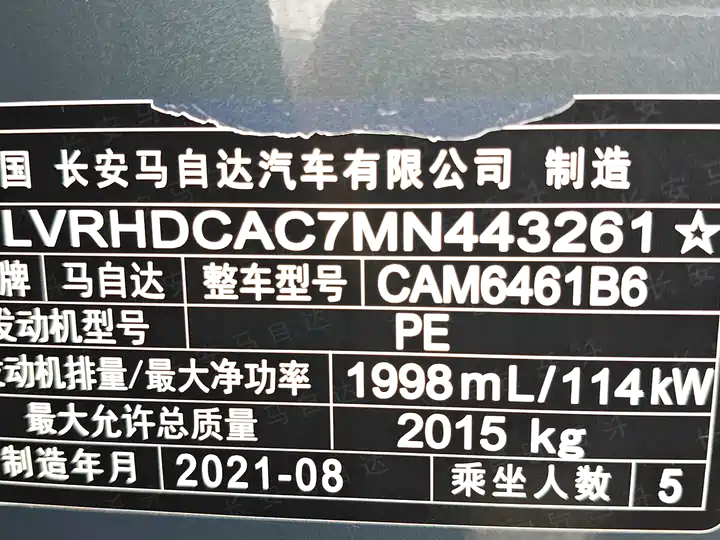 国 长安马自达汽车有限公司 制造
LVRHDCAC7MN443261☆
牌 马自达 整车型号 CAM6461B6
发动机型号 PE
发动机排量/最大净功率 1998mL/114kW
最大允许总质量 2015 kg
制造年月 2021-08 乘坐人数 5